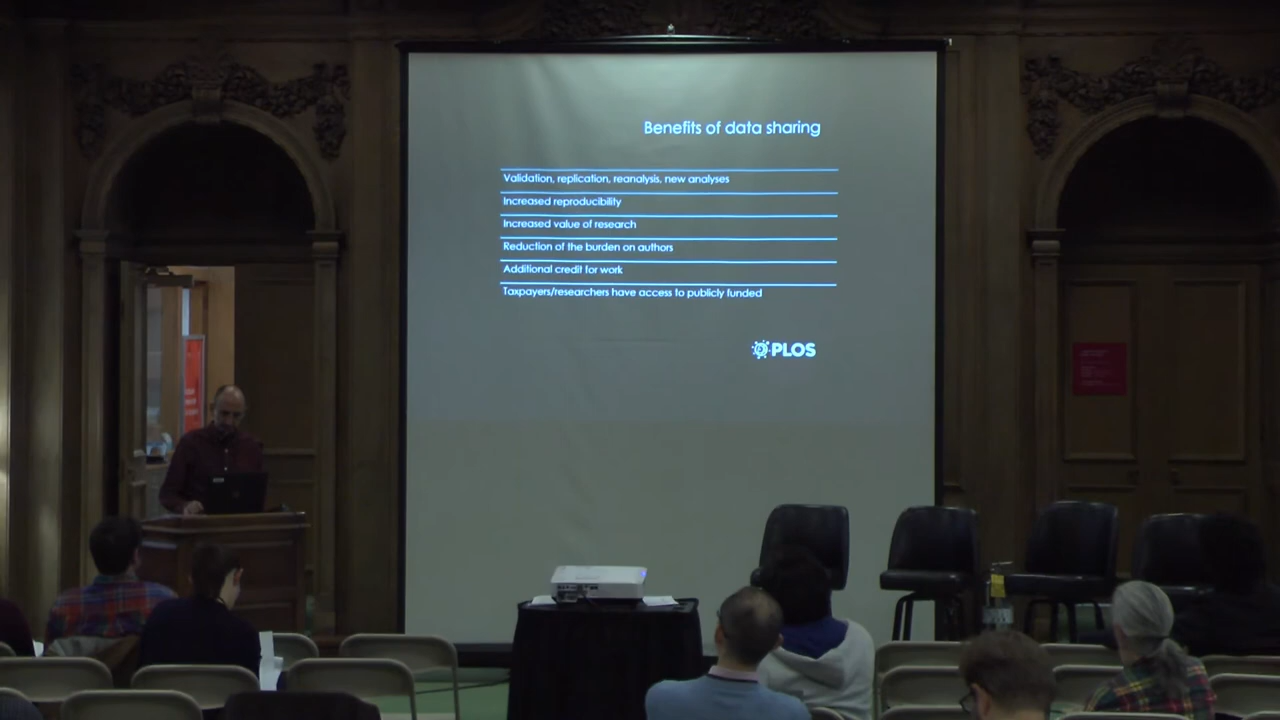 Benefits of data sharing
Validation, replication, reanalysis, new analyses
Increased reproducibility
Increased value of research
Reduction of the burden on authors
Additional credit for work
Taxpayers/researchers have access to publicly funded
PLOS